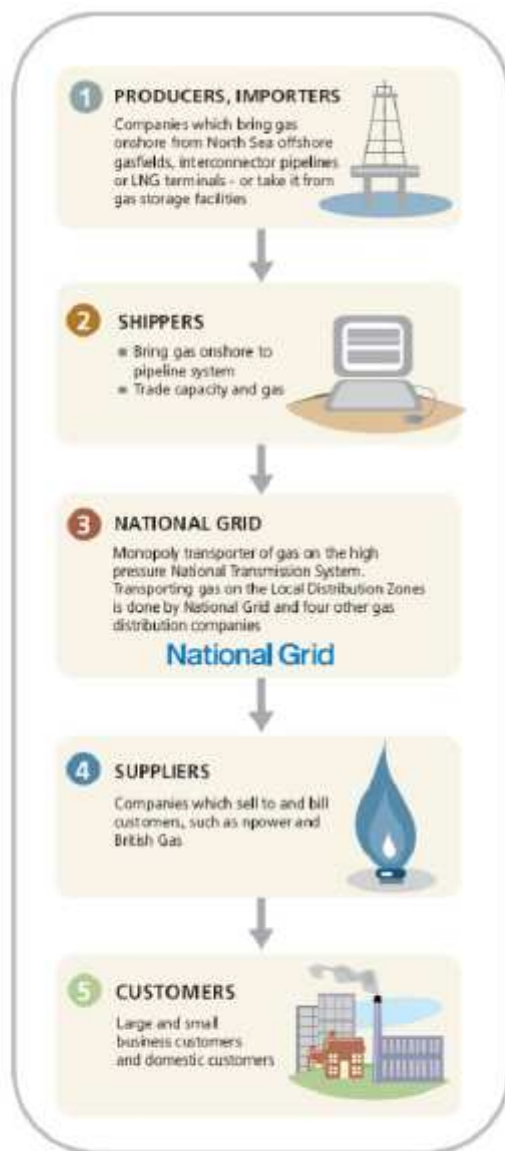 1 PRODUCERS, IMPORTERS
Companies which bring gas
onshore from North Sea offshore
gasfields, interconnector pipelines
or LNG terminals - or take it from
gas storage facilities
2 SHIPPERS
■ Bring gas onshore to
pipeline system
■ Trade capacity and gas
3 NATIONAL GRID
Monopoly transporter of gas on the high
pressure National Transmission System.
Transporting gas on the Local Distribution Zones
is done by National Grid and four other gas
distribution companies
National Grid
4 SUPPLIERS
Companies which sell to and bill
customers, such as npower and
British Gas
5 CUSTOMERS
Large and small
business customers
and domestic customers